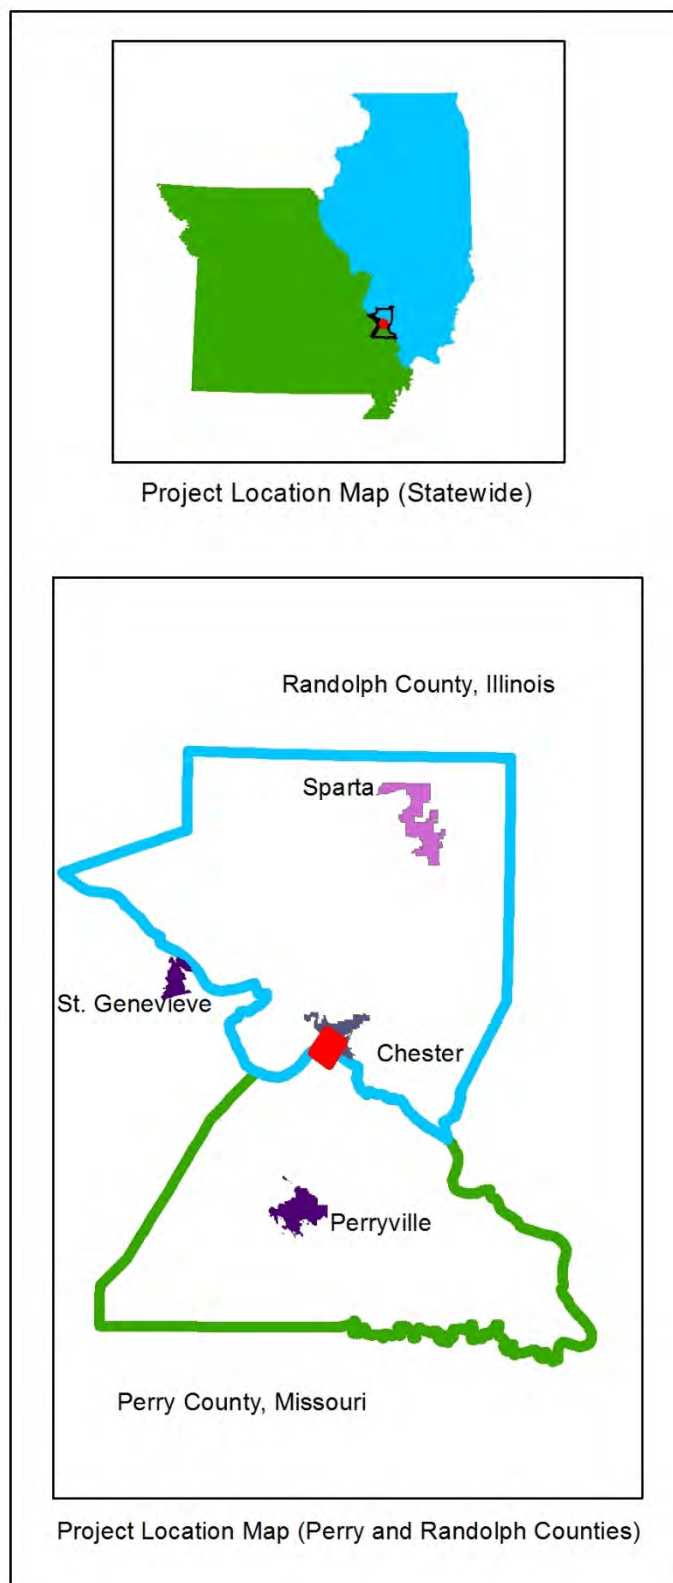 Project Location Map (Statewide)
Randolph County, Illinois
Sparta
St. Genevieve
Chester
Perryville
Perry County, Missouri
Project Location Map (Perry and Randolph Counties)